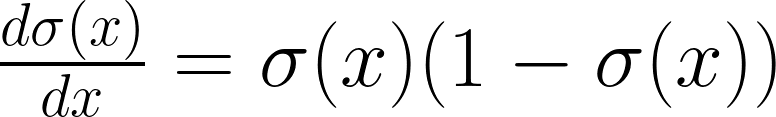 dσ(x)/dx = σ(x)(1 − σ(x))